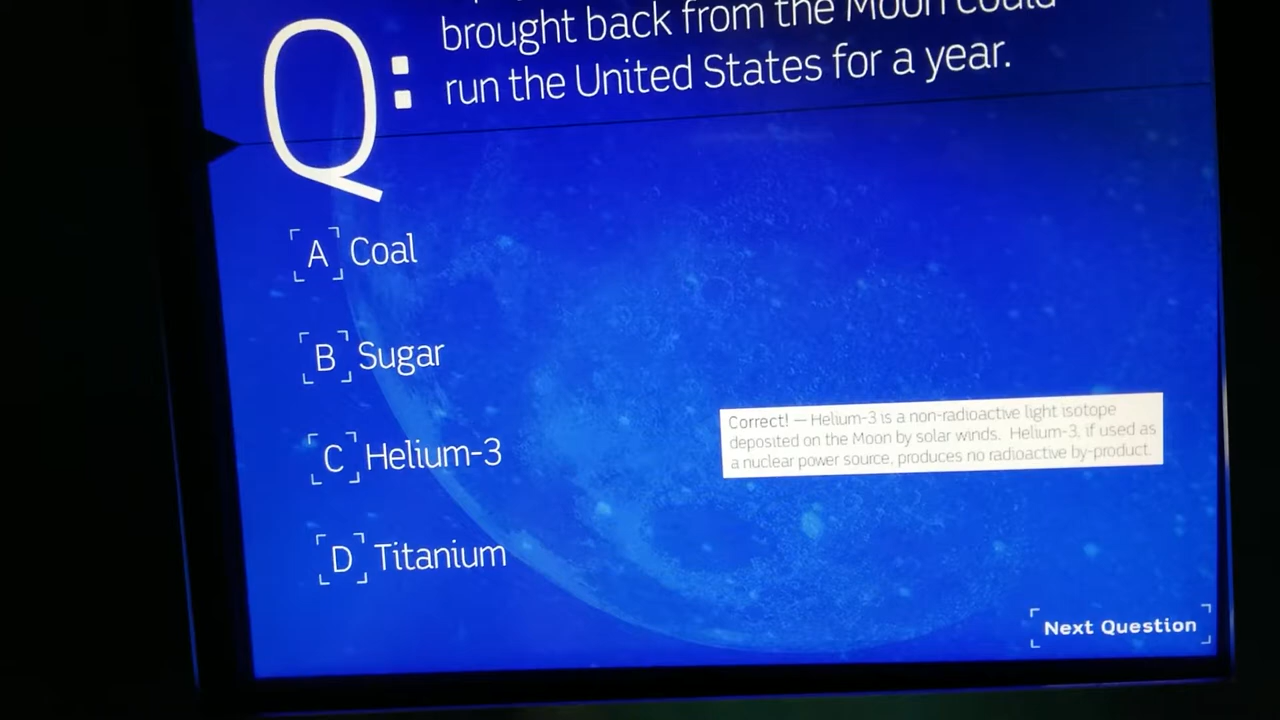 Q:
brought back from the Moon could
run the United States for a year.
A Coal
B Sugar
C Helium-3
Correct! — Helium-3 is a non-radioactive light isotope
deposited on the Moon by solar winds. Helium-3, if used as
a nuclear power source, produces no radioactive by-product.
D Titanium
Next Question